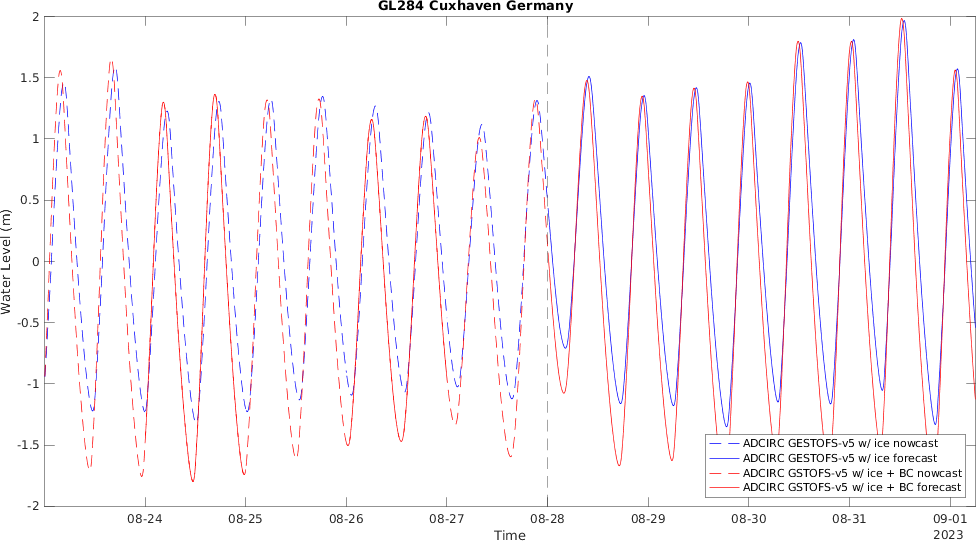 GL284 Cuxhaven Germany
2
1.5
1
0.5
0
-0.5
-1
-1.5
-2
Water Level (m)
ADCIRC GESTOFS-v5 w/ ice nowcast
ADCIRC GESTOFS-v5 w/ ice forecast
ADCIRC GSTOFS-v5 w/ ice + BC nowcast
ADCIRC GSTOFS-v5 w/ ice + BC forecast
08-24 08-25 08-26 08-27 08-28 08-29 08-30 08-31 09-01
2023
Time